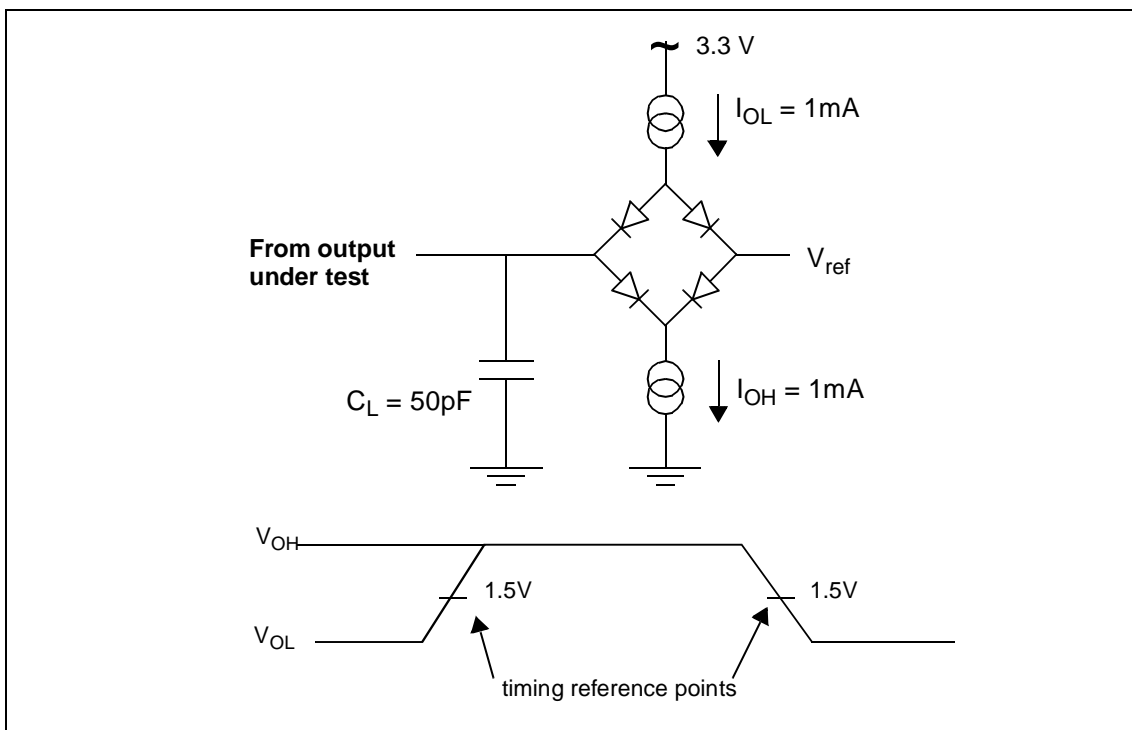 3.3 V
I_OL = 1mA
From output
under test
V_ref
C_L = 50pF
I_OH = 1mA
V_OH
1.5V
1.5V
V_OL
timing reference points